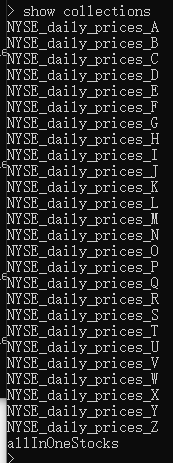 > show collections
NYSE_daily_prices_A
NYSE_daily_prices_B
NYSE_daily_prices_C
NYSE_daily_prices_D
NYSE_daily_prices_E
NYSE_daily_prices_F
NYSE_daily_prices_G
NYSE_daily_prices_H
NYSE_daily_prices_I
NYSE_daily_prices_J
NYSE_daily_prices_K
NYSE_daily_prices_L
NYSE_daily_prices_M
NYSE_daily_prices_N
NYSE_daily_prices_O
NYSE_daily_prices_P
NYSE_daily_prices_Q
NYSE_daily_prices_R
NYSE_daily_prices_S
NYSE_daily_prices_T
NYSE_daily_prices_U
NYSE_daily_prices_V
NYSE_daily_prices_W
NYSE_daily_prices_X
NYSE_daily_prices_Y
NYSE_daily_prices_Z
allInOneStocks
>